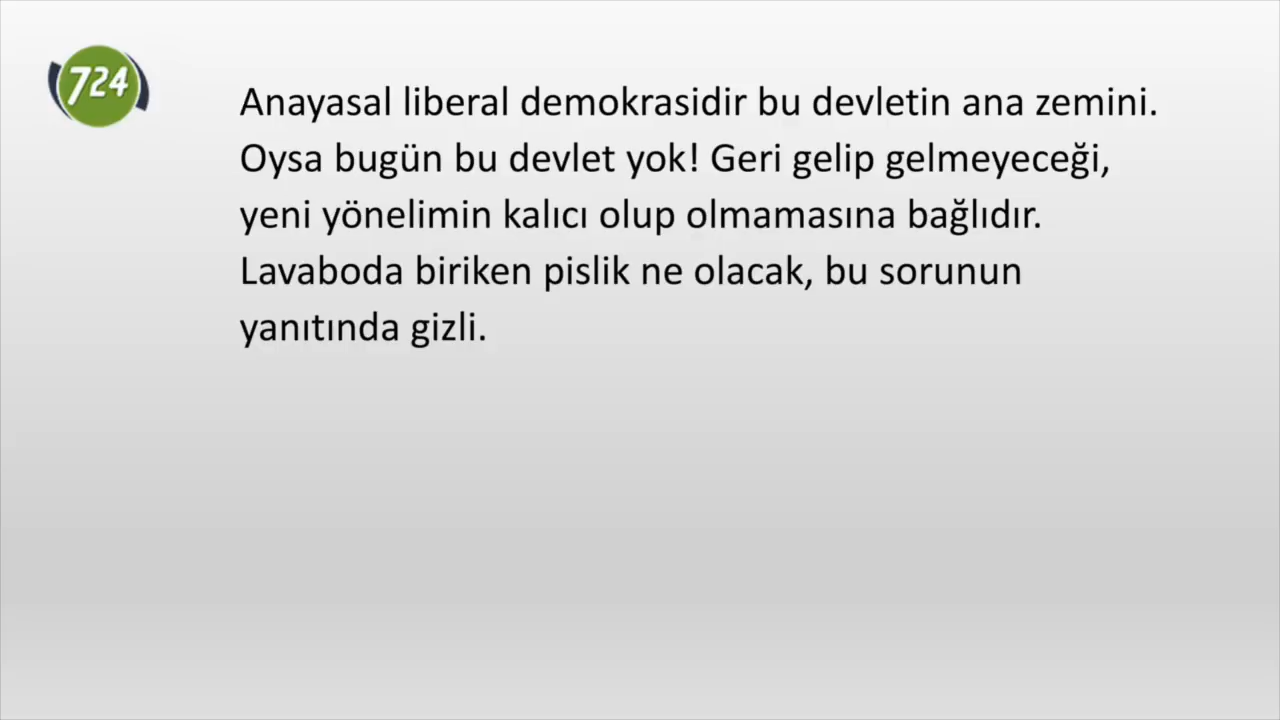 724
Anayasal liberal demokrasidir bu devletin ana zemini.
Oysa bugün bu devlet yok! Geri gelip gelmeyeceği,
yeni yönelimin kalıcı olup olmamasına bağlıdır.
Lavaboda biriken pislik ne olacak, bu sorunun
yanıtında gizli.